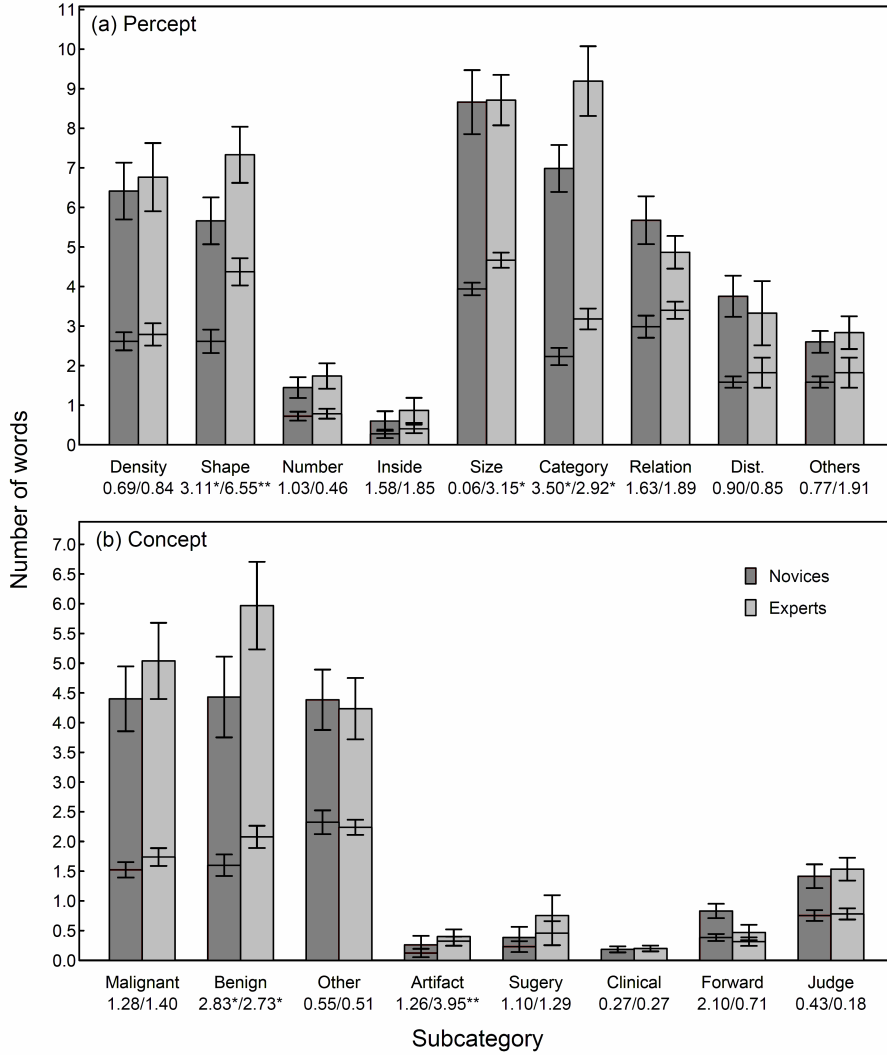 (a) Percept
11
10
9
8
7
6
5
4
3
2
1
0
Density Shape Number Inside Size Category Relation Dist. Others
0.69/0.84 3.11*/6.55** 1.03/0.46 1.58/1.85 0.06/3.15* 3.50*/2.92* 1.63/1.89 0.90/0.85 0.77/1.91
Number of words
(b) Concept
7.0
6.5
6.0
5.5
5.0
4.5
4.0
3.5
3.0
2.5
2.0
1.5
1.0
0.5
0.0
Novices
Experts
Malignant Benign Other Artifact Sugery Clinical Forward Judge
1.28/1.40 2.83*/2.73* 0.55/0.51 1.26/3.95** 1.10/1.29 0.27/0.27 2.10/0.71 0.43/0.18
Subcategory